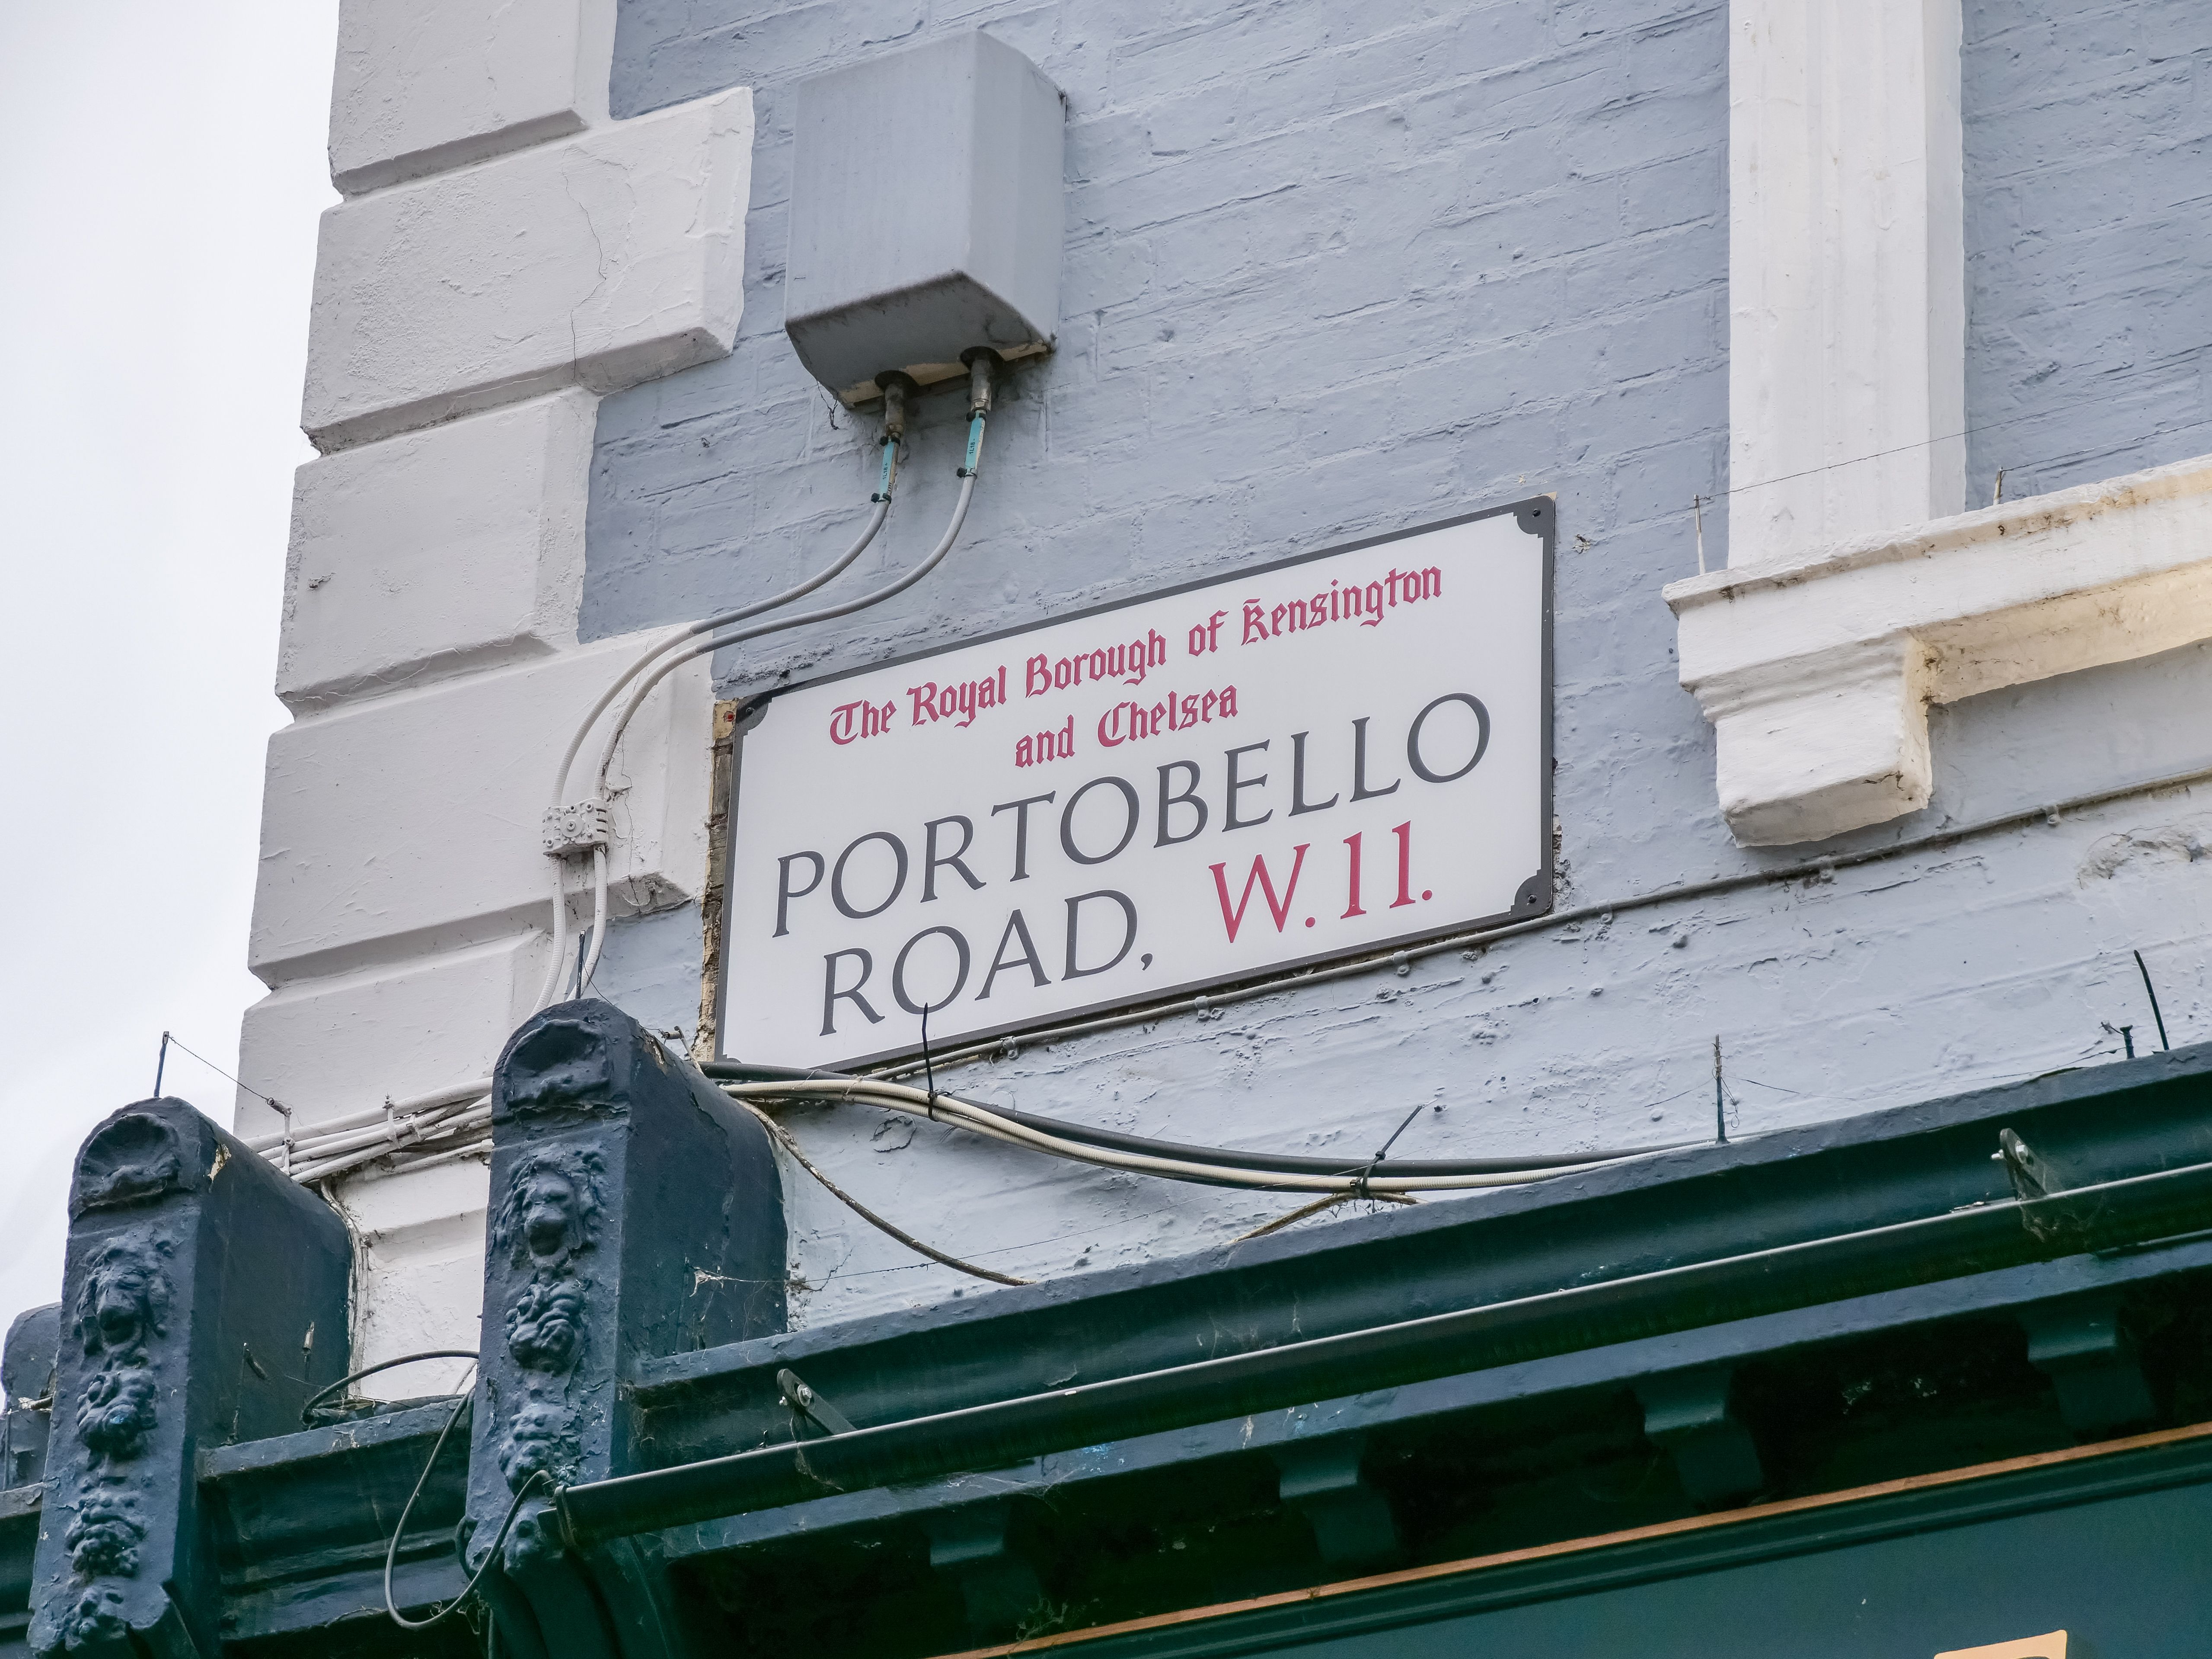 The Royal Borough of Kensington
and Chelsea
PORTOBELLO
ROAD, W.11.